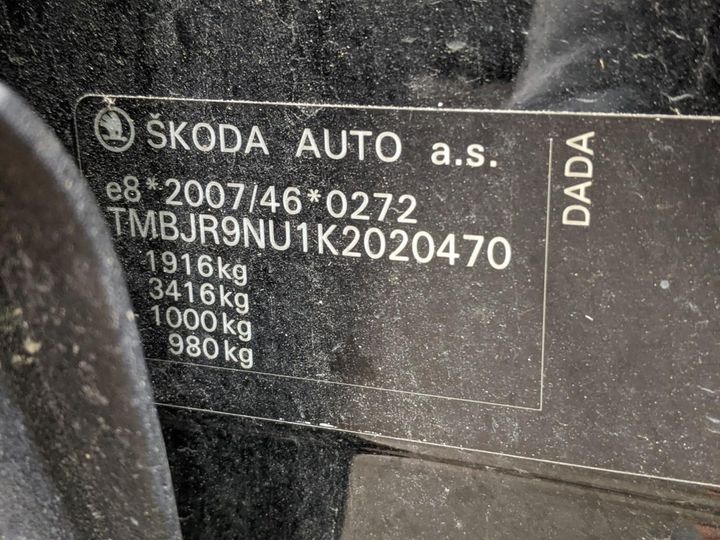 ŠKODA AUTO a.s.
e8*2007/46*0272
TMBJR9NU1K2020470
1916kg
3416kg
1000kg
980kg
DADA